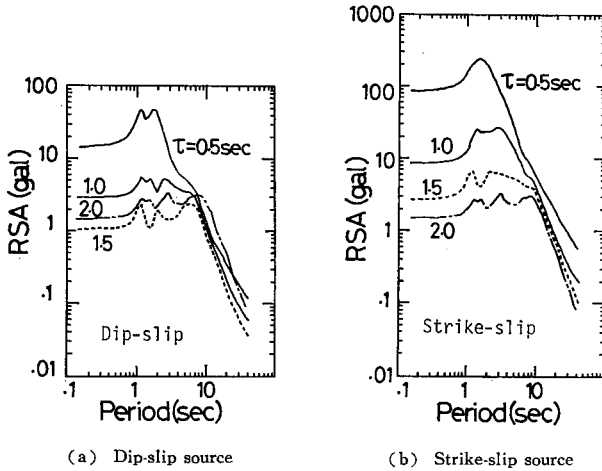 100
10
1
.1
.01
RSA (gal)
τ=0.5sec
1.0
2.0
1.5
Dip-slip
.1
1
10
100
Period(sec)
(a) Dip-slip source
1000
100
10
1
.1
.01
RSA (gal)
τ=0.5sec
1.0
1.5
2.0
Strike-slip
.1
1
10
100
Period(sec)
(b) Strike-slip source